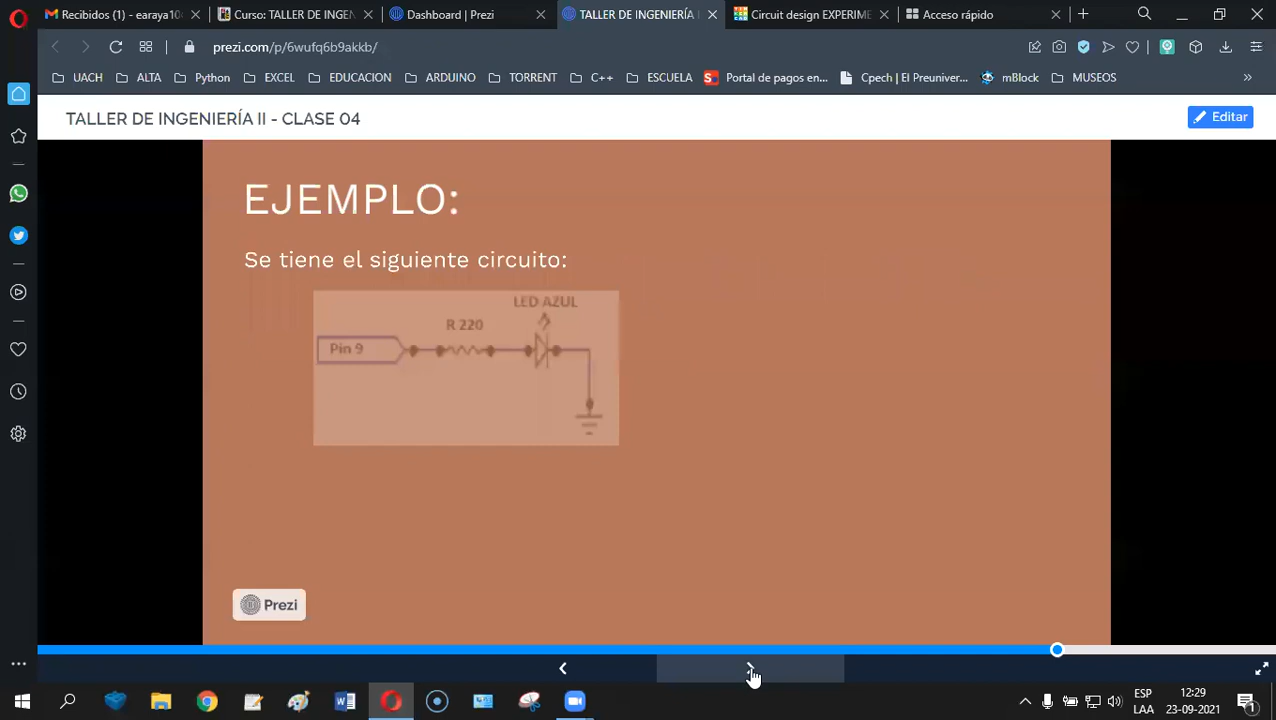 Recibidos (1) - earaya10
Curso: TALLER DE INGEN
Dashboard | Prezi
TALLER DE INGENIERÍA I
Circuit design EXPERIME
Acceso rápido
prezi.com/p/6wufq6b9akkb/
UACH
ALTA
Python
EXCEL
EDUCACION
ARDUINO
TORRENT
C++
ESCUELA
Portal de pagos en...
Cpech | El Preuniver...
mBlock
MUSEOS
TALLER DE INGENIERÍA II - CLASE 04
Editar
EJEMPLO:
Se tiene el siguiente circuito:
LED AZUL
R 220
Pin 9
Prezi
ESP
LAA
12:29
23-09-2021
1